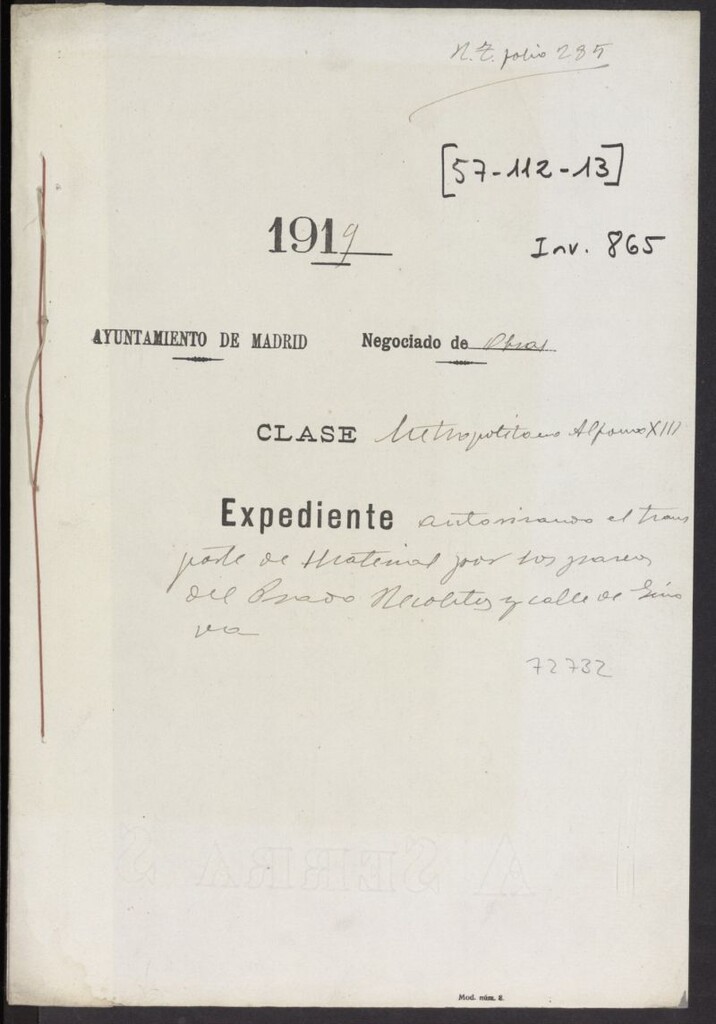 N. Z. folio 285
[57-112-13]
1919
Inv. 865
AYUNTAMIENTO DE MADRID Negociado de Obras
CLASE Metropolitano Alfonso XIII
Expediente autorizando el trans
porte de material por los paseos
del Prado Recoletos y calle de Géno
va
72732
A SERRA S
Mod. núm. 8.